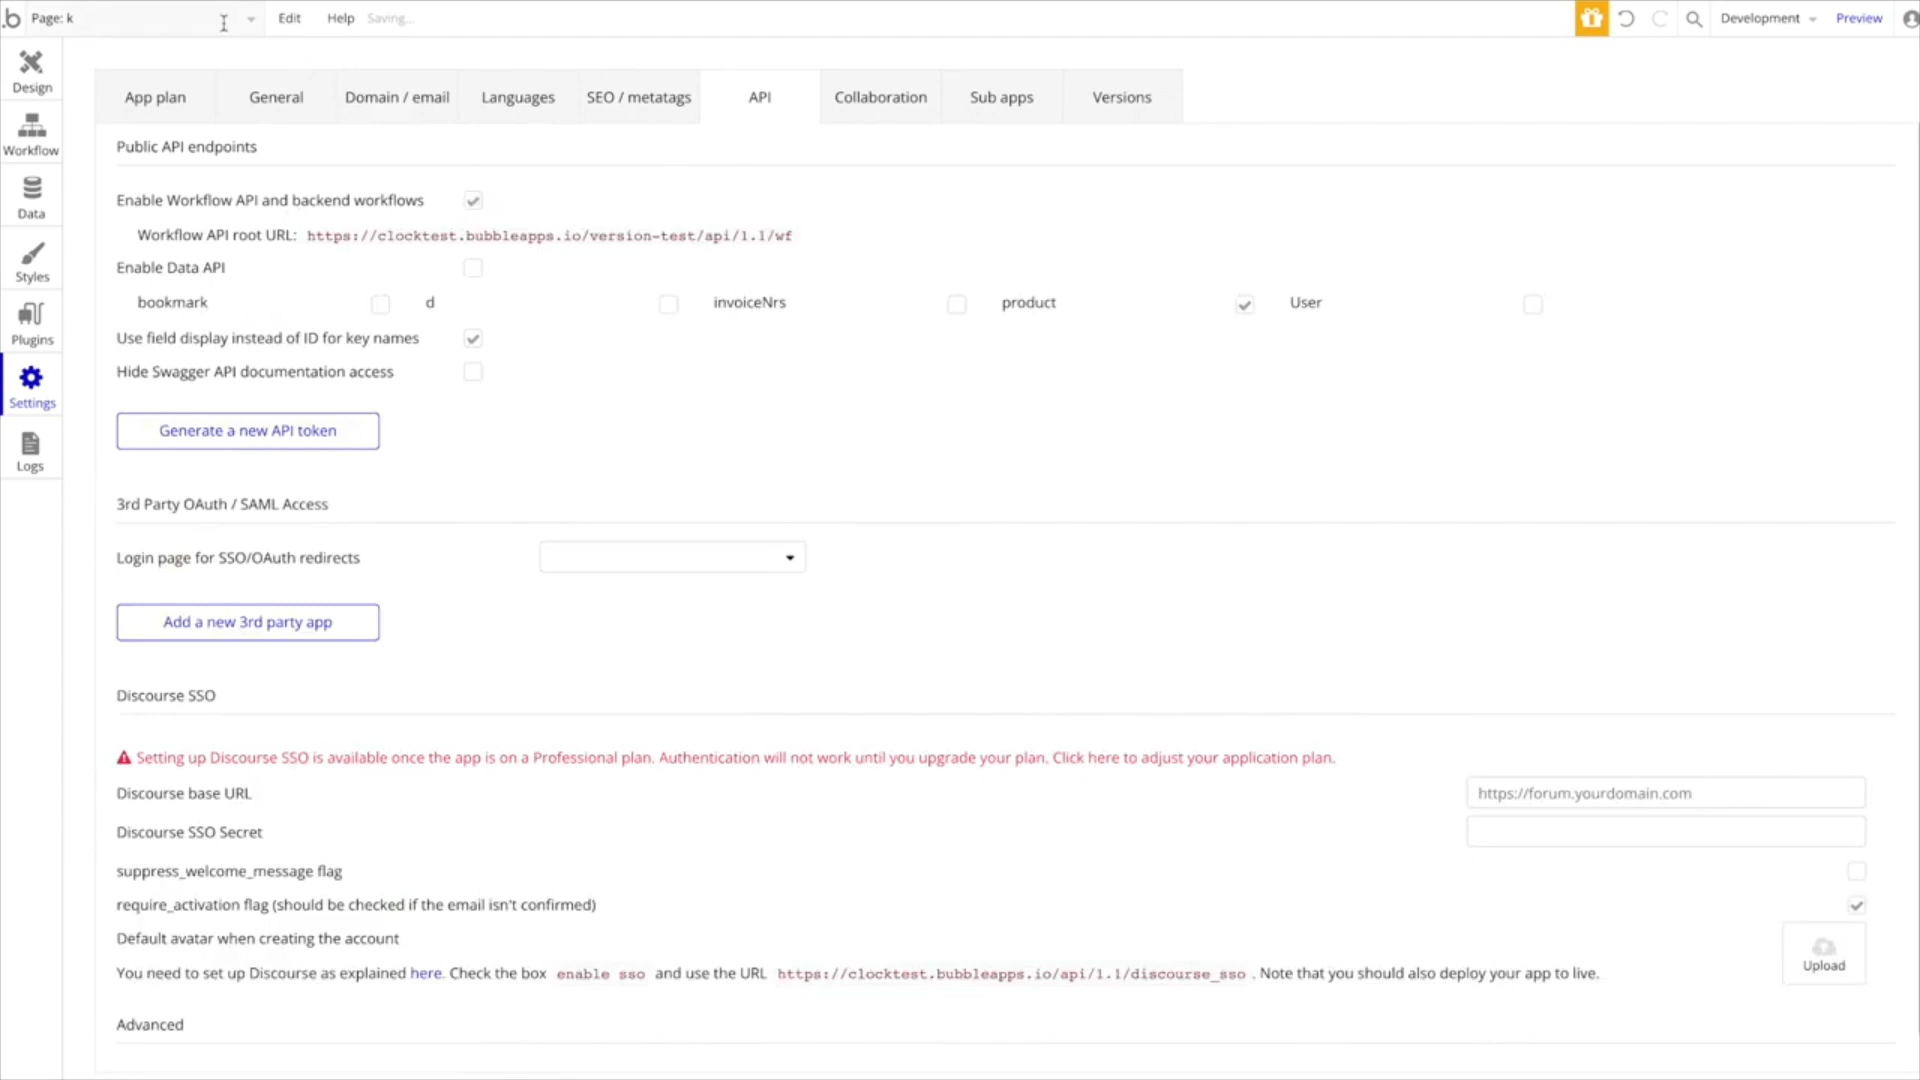 .b Page: k Edit Help Saving... Development Preview
Design
Workflow
Data
Styles
Plugins
Settings
Logs
App plan General Domain / email Languages SEO / metatags API Collaboration Sub apps Versions
Public API endpoints
Enable Workflow API and backend workflows
Workflow API root URL: https://clocktest.bubbleapps.io/version-test/api/1.1/wf
Enable Data API
bookmark d invoiceNrs product User
Use field display instead of ID for key names
Hide Swagger API documentation access
Generate a new API token
3rd Party OAuth / SAML Access
Login page for SSO/OAuth redirects
Add a new 3rd party app
Discourse SSO
Setting up Discourse SSO is available once the app is on a Professional plan. Authentication will not work until you upgrade your plan. Click here to adjust your application plan.
Discourse base URL https://forum.yourdomain.com
Discourse SSO Secret
suppress_welcome_message flag
require_activation flag (should be checked if the email isn't confirmed)
Default avatar when creating the account
Upload
You need to set up Discourse as explained here. Check the box enable sso and use the URL https://clocktest.bubbleapps.io/api/1.1/discourse_sso . Note that you should also deploy your app to live.
Advanced